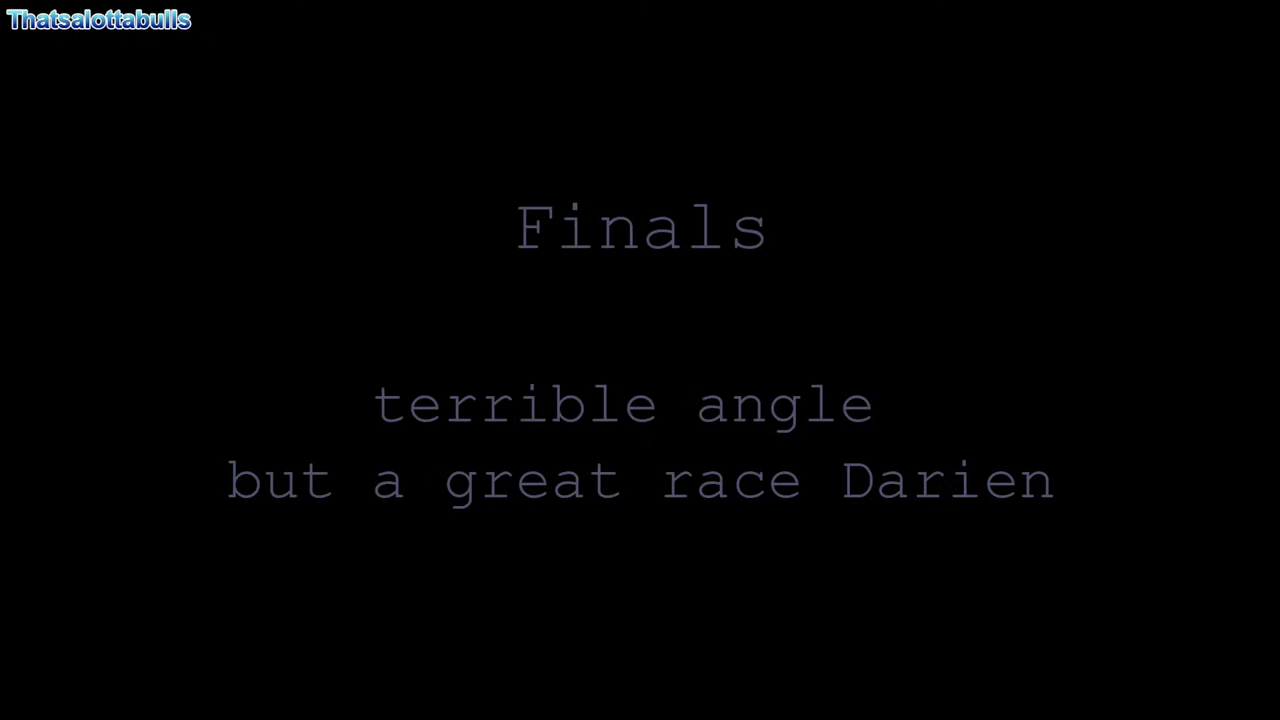 Thatsalottabulls
Finals
terrible angle
but a great race Darien